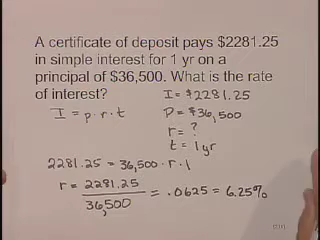 A certificate of deposit pays $2281.25
in simple interest for 1 yr on a
principal of $36,500. What is the rate
of interest?
I = $2281.25
I = p · r · t
P = $36,500
r = ?
t = 1yr
2281.25 = 36,500 · r · 1
r = 2281.25 / 36,500 = .0625 = 6.25%